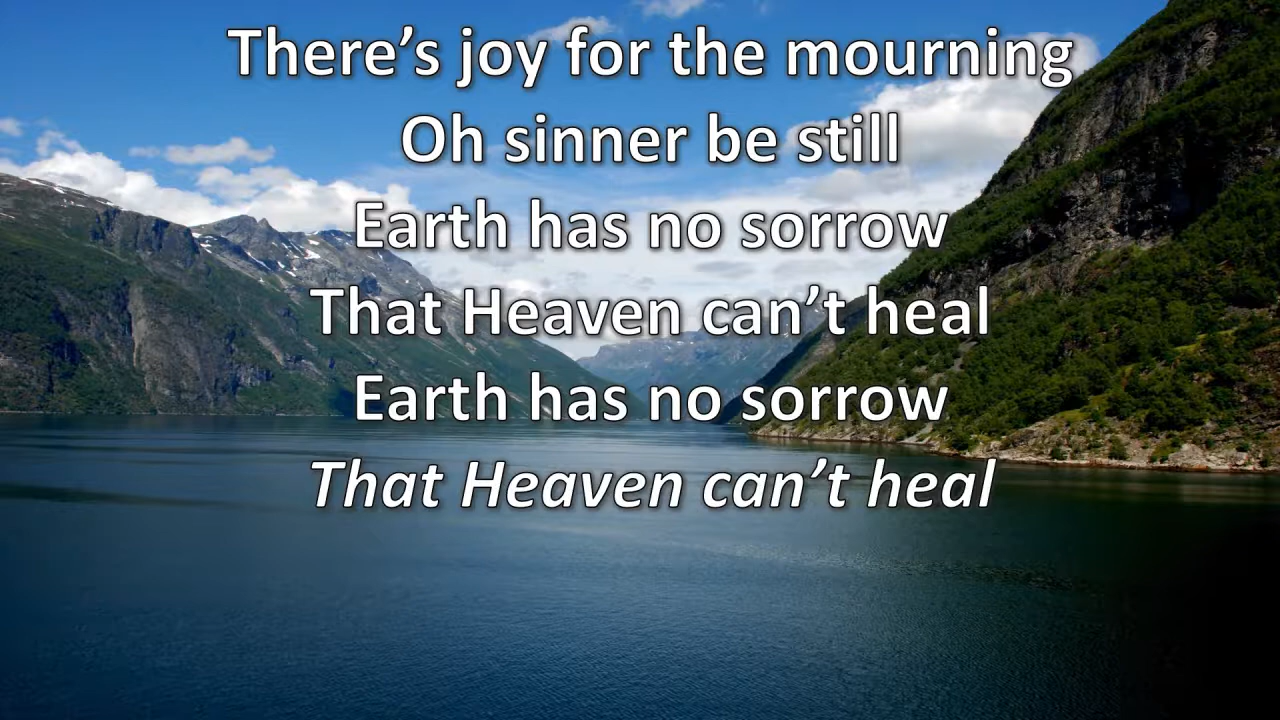 There’s joy for the mourning
Oh sinner be still
Earth has no sorrow
That Heaven can’t heal
Earth has no sorrow
That Heaven can’t heal